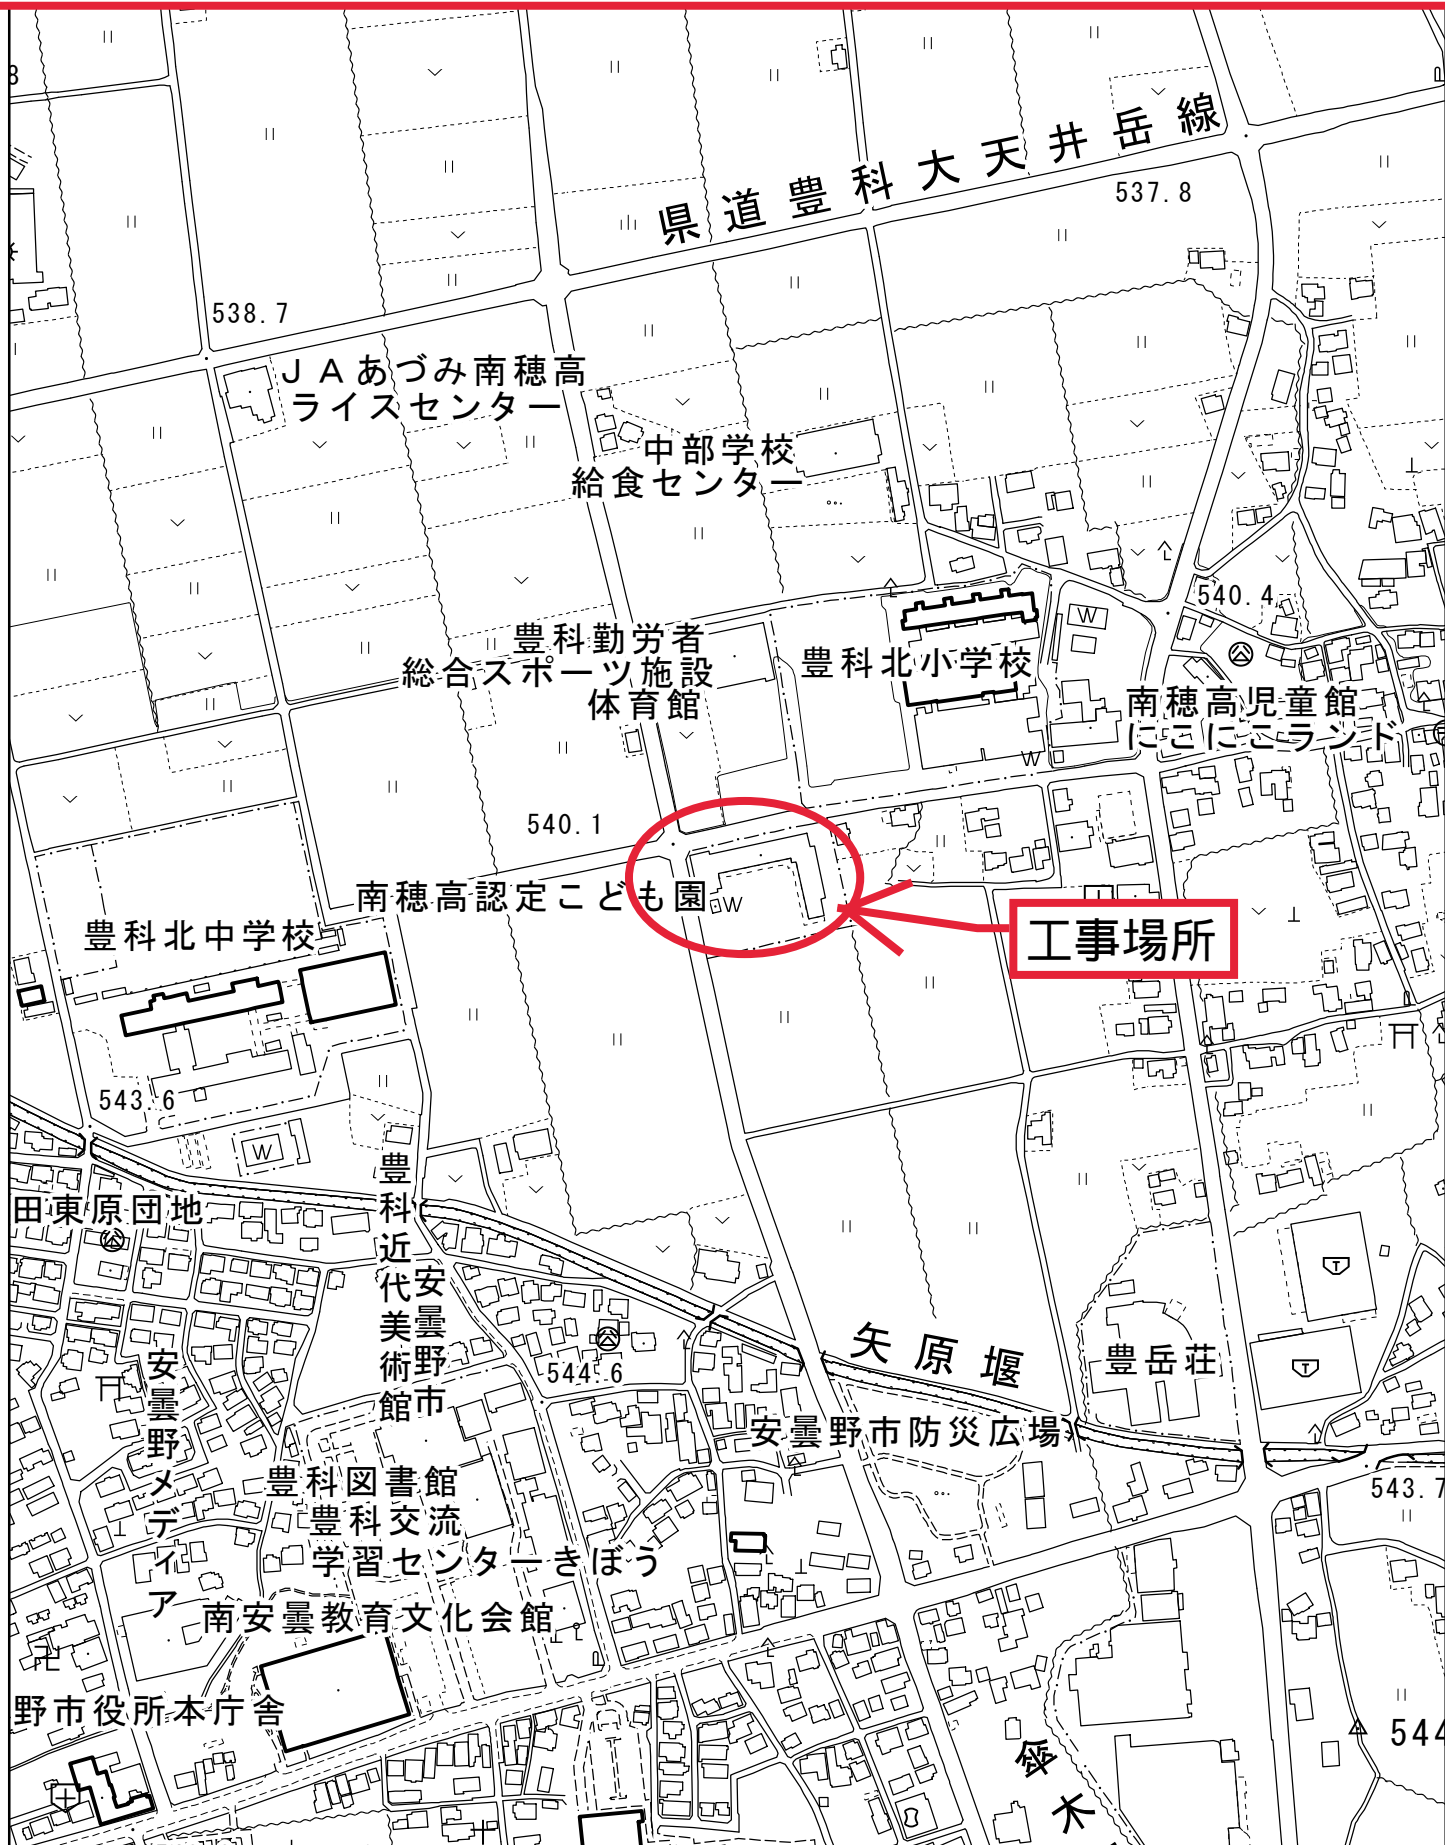 8
県道豊科大天井岳線
537.8
538.7
ＪＡあづみ南穂高
ライスセンター
中部学校
給食センター
540.4
豊科勤労者
総合スポーツ施設
体育館
豊科北小学校
W
南穂高児童館
にこにこランド
W
540.1
南穂高認定こども園
W
工事場所
豊科北中学校
543.6
W
田東原団地
豊科近代美術館
安曇野市
544.6
矢原堰
豊岳荘
安曇野メディア
安曇野市防災広場
豊科図書館
豊科交流
学習センターきぼう
543.7
南安曇教育文化会館
野市役所本庁舎
544
傘木